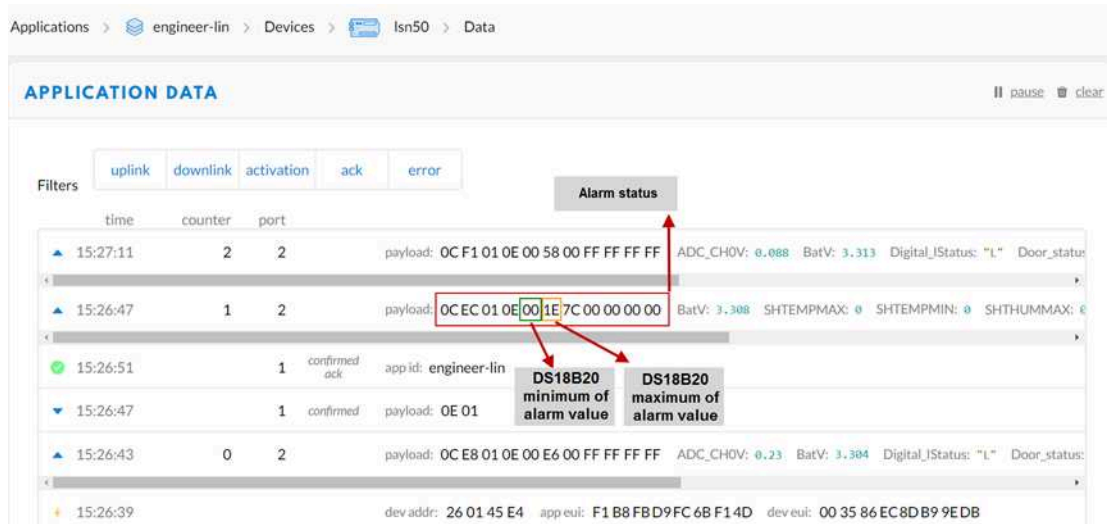 Applications > engineer-lin > Devices > lsn50 > Data
APPLICATION DATA
pause clear
Filters uplink downlink activation ack error
Alarm status
time counter port
15:27:11 2 2 payload: 0C F1 01 0E 00 58 00 FF FF FF FF ADC_CH0V: 0.088 BatV: 3.313 Digital_IStatus: "L" Door_status
15:26:47 1 2 payload: 0C EC 01 0E 00 1E 7C 00 00 00 00 BatV: 3.308 SHTEMPMAX: 0 SHTEMPMIN: 0 SHTHUMMAX:
15:26:51 1 confirmed ack app id: engineer-lin
DS18B20 minimum of alarm value
DS18B20 maximum of alarm value
15:26:47 1 confirmed payload: 0E 01
15:26:43 0 2 payload: 0C E8 01 0E 00 E6 00 FF FF FF FF ADC_CH0V: 0.23 BatV: 3.304 Digital_IStatus: "L" Door_status:
15:26:39 dev addr: 26 01 45 E4 app eui: F1 B8 FB D9 FC 6B F1 4D dev eui: 00 35 86 EC 8D B9 9E DB